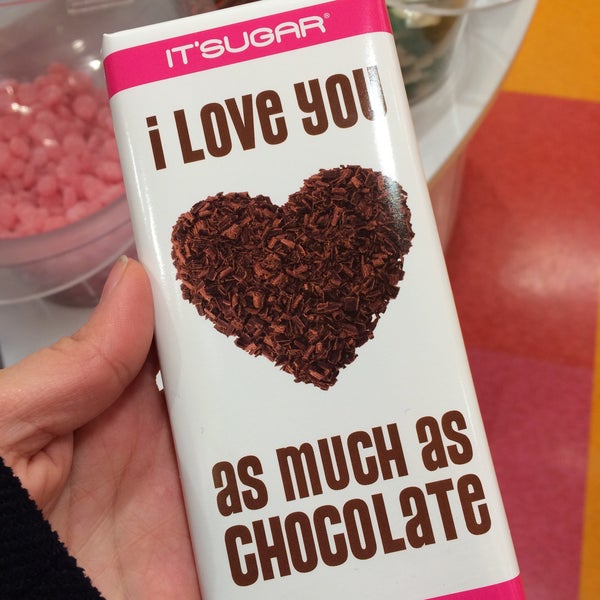 IT'SUGAR®
i LOVE YOU
as MUCH as
CHOCOLaTe